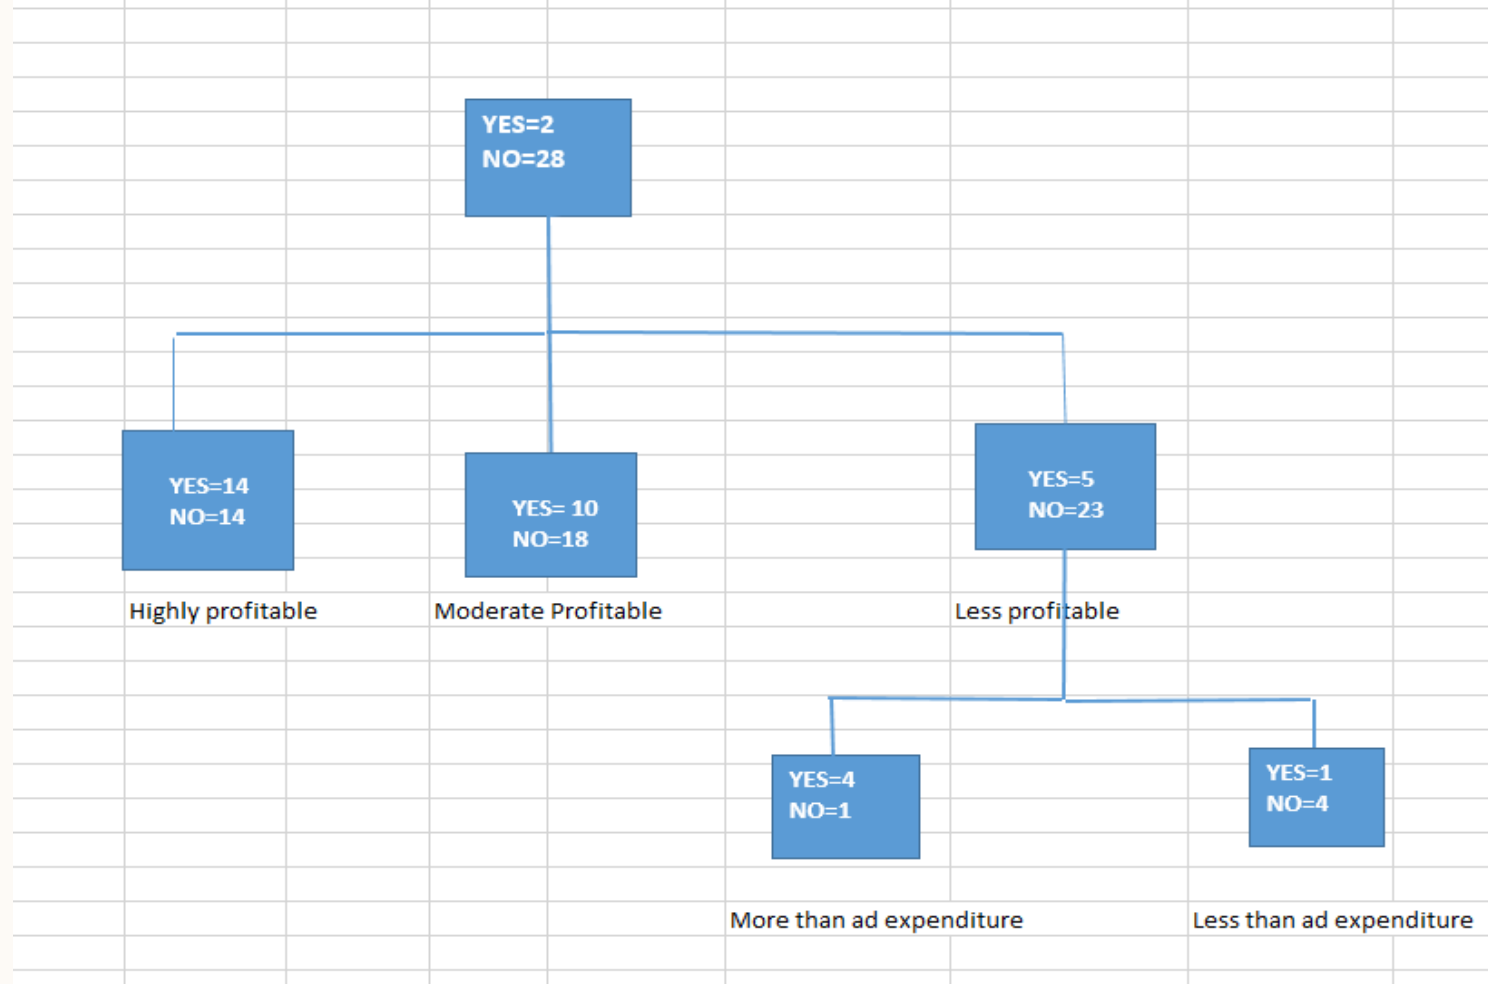 YES=2
NO=28
YES=14
NO=14
YES= 10
NO=18
YES=5
NO=23
Highly profitable
Moderate Profitable
Less profitable
YES=4
NO=1
YES=1
NO=4
More than ad expenditure
Less than ad expenditure